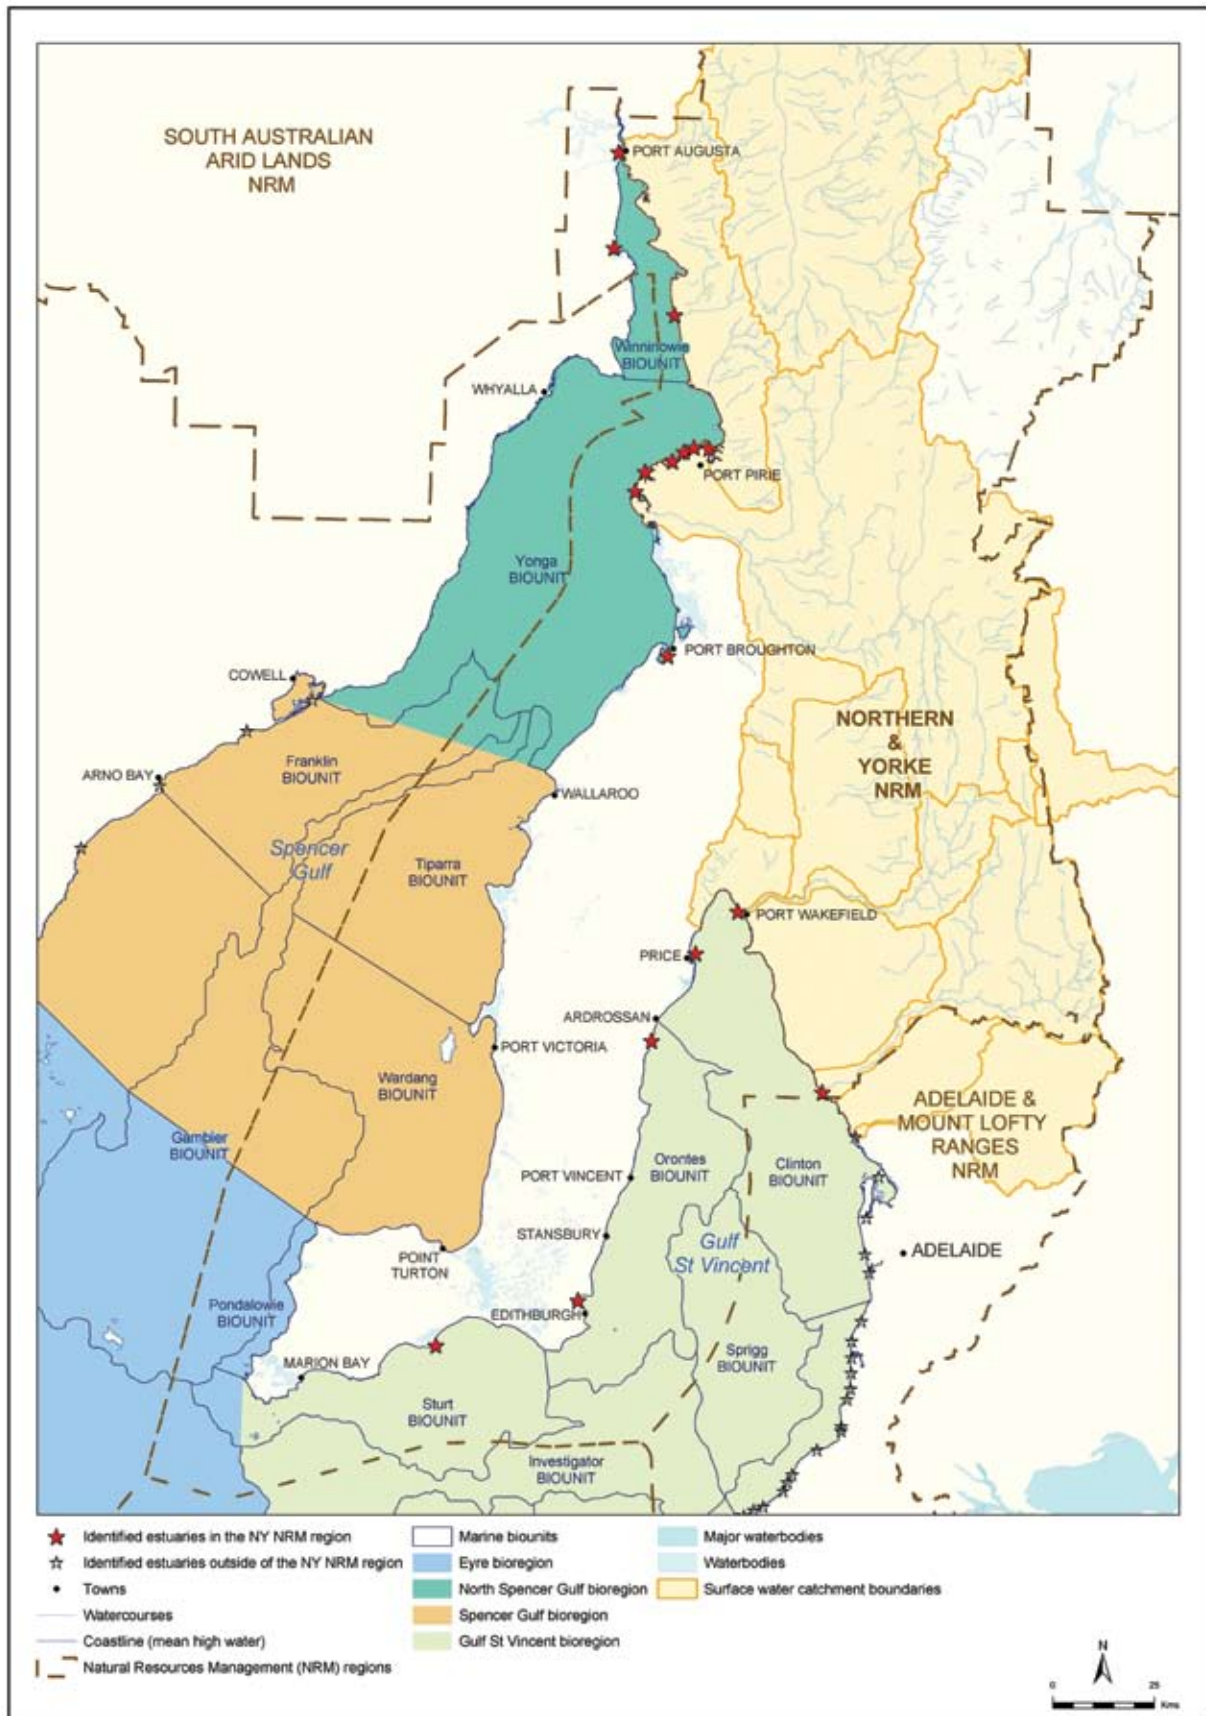 SOUTH AUSTRALIAN
ARID LANDS
NRM
PORT AUGUSTA
Winninowie
BIOUNIT
WHYALLA
PORT PIRIE
Yonga
BIOUNIT
PORT BROUGHTON
COWELL
NORTHERN
&
YORKE
NRM
Franklin
BIOUNIT
ARNO BAY
WALLAROO
Spencer
Gulf
Tiparra
BIOUNIT
PORT WAKEFIELD
PRICE
ARDROSSAN
PORT VICTORIA
Wardang
BIOUNIT
ADELAIDE &
MOUNT LOFTY
RANGES
NRM
Gambier
BIOUNIT
Orontes
BIOUNIT
Clinton
BIOUNIT
PORT VINCENT
STANSBURY
Gulf
St Vincent
ADELAIDE
POINT
TURTON
Pondalowie
BIOUNIT
EDITHBURGH
Sprigg
BIOUNIT
MARION BAY
Sturt
BIOUNIT
Investigator
BIOUNIT
Identified estuaries in the NY NRM region
Identified estuaries outside of the NY NRM region
Towns
Watercourses
Coastline (mean high water)
Natural Resources Management (NRM) regions
Marine biounits
Eyre bioregion
North Spencer Gulf bioregion
Spencer Gulf bioregion
Gulf St Vincent bioregion
Major waterbodies
Waterbodies
Surface water catchment boundaries
N
0 25
Kms